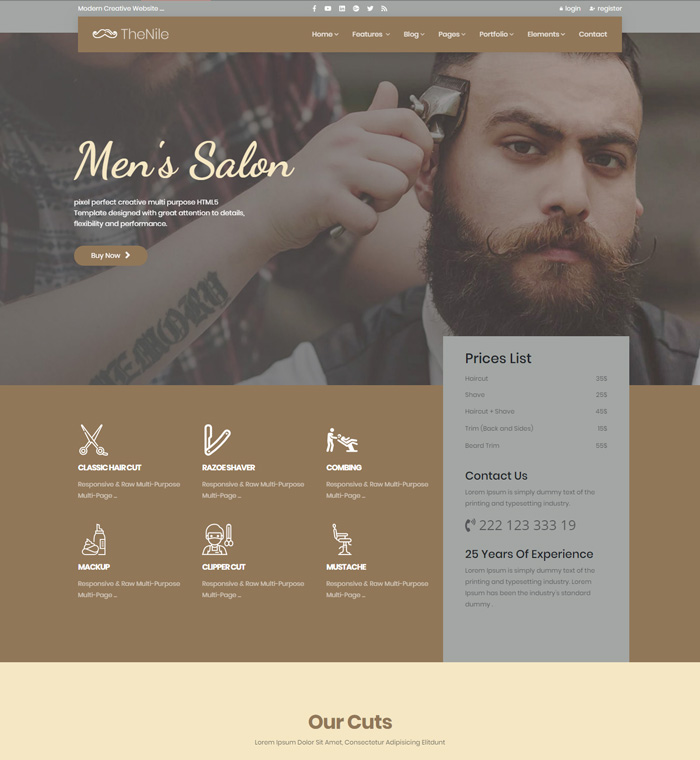 Modern Creative Website ...
login
register
TheNile
Home
Features
Blog
Pages
Portfolio
Elements
Contact
Men's Salon
pixel perfect creative multi purpose HTML5
Template designed with great attention to details,
flexibility and performance.
Buy Now
Prices List
Haircut 35$
Shave 25$
Haircut + Shave 45$
Trim (Back and Sides) 15$
Beard Trim 55$
Contact Us
Lorem Ipsum is simply dummy text of the
printing and typesetting industry.
222 123 333 19
25 Years Of Experience
Lorem Ipsum is simply dummy text of the
printing and typesetting industry. Lorem
Ipsum has been the industry's standard
dummy .
CLASSIC HAIR CUT
Responsive & Raw Multi-Purpose
Multi-Page ...
RAZOE SHAVER
Responsive & Raw Multi-Purpose
Multi-Page ...
COMBING
Responsive & Raw Multi-Purpose
Multi-Page ...
MACKUP
Responsive & Raw Multi-Purpose
Multi-Page ...
CLIPPER CUT
Responsive & Raw Multi-Purpose
Multi-Page ...
MUSTACHE
Responsive & Raw Multi-Purpose
Multi-Page ...
Our Cuts
Lorem Ipsum Dolor Sit Amet, Consectetur Adipisicing Elitdunt